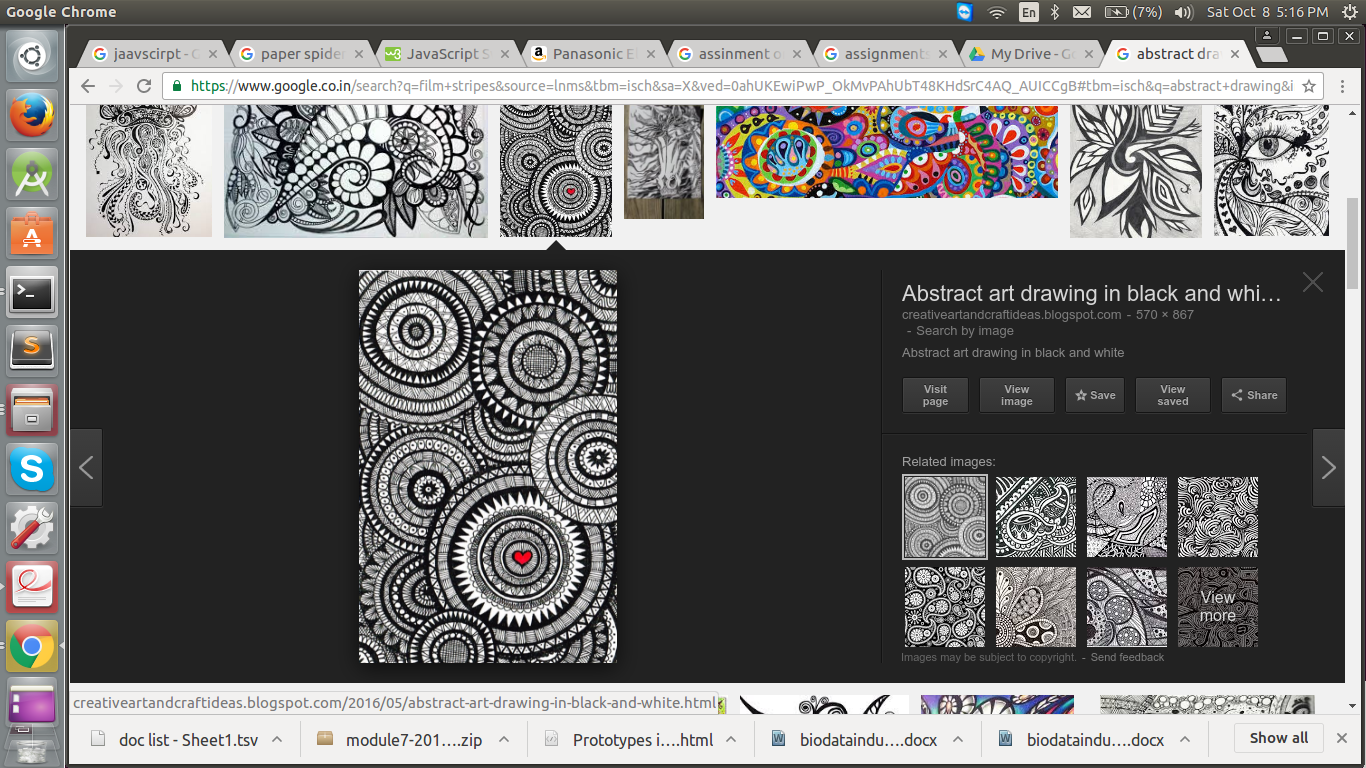 Google Chrome
En
(7%)
Sat Oct 8 5:16 PM
jaavscirpt - G
paper spider
JavaScript S
Panasonic El
assinment o
assignments
My Drive - Go
abstract dra
https://www.google.co.in/search?q=film+stripes&source=lnms&tbm=isch&sa=X&ved=0ahUKEwiPwP_OkMvPAhUbT48KHdSrC4AQ_AUICCgB#tbm=isch&q=abstract+drawing&i
Abstract art drawing in black and whi…
creativeartandcraftideas.blogspot.com - 570 × 867
- Search by image
Abstract art drawing in black and white
Visit page
View image
Save
View saved
Share
Related images:
View more
Images may be subject to copyright. - Send feedback
creativeartandcraftideas.blogspot.com/2016/05/abstract-art-drawing-in-black-and-white.html
doc list - Sheet1.tsv
module7-201….zip
Prototypes i….html
biodataindu….docx
biodataindu….docx
Show all